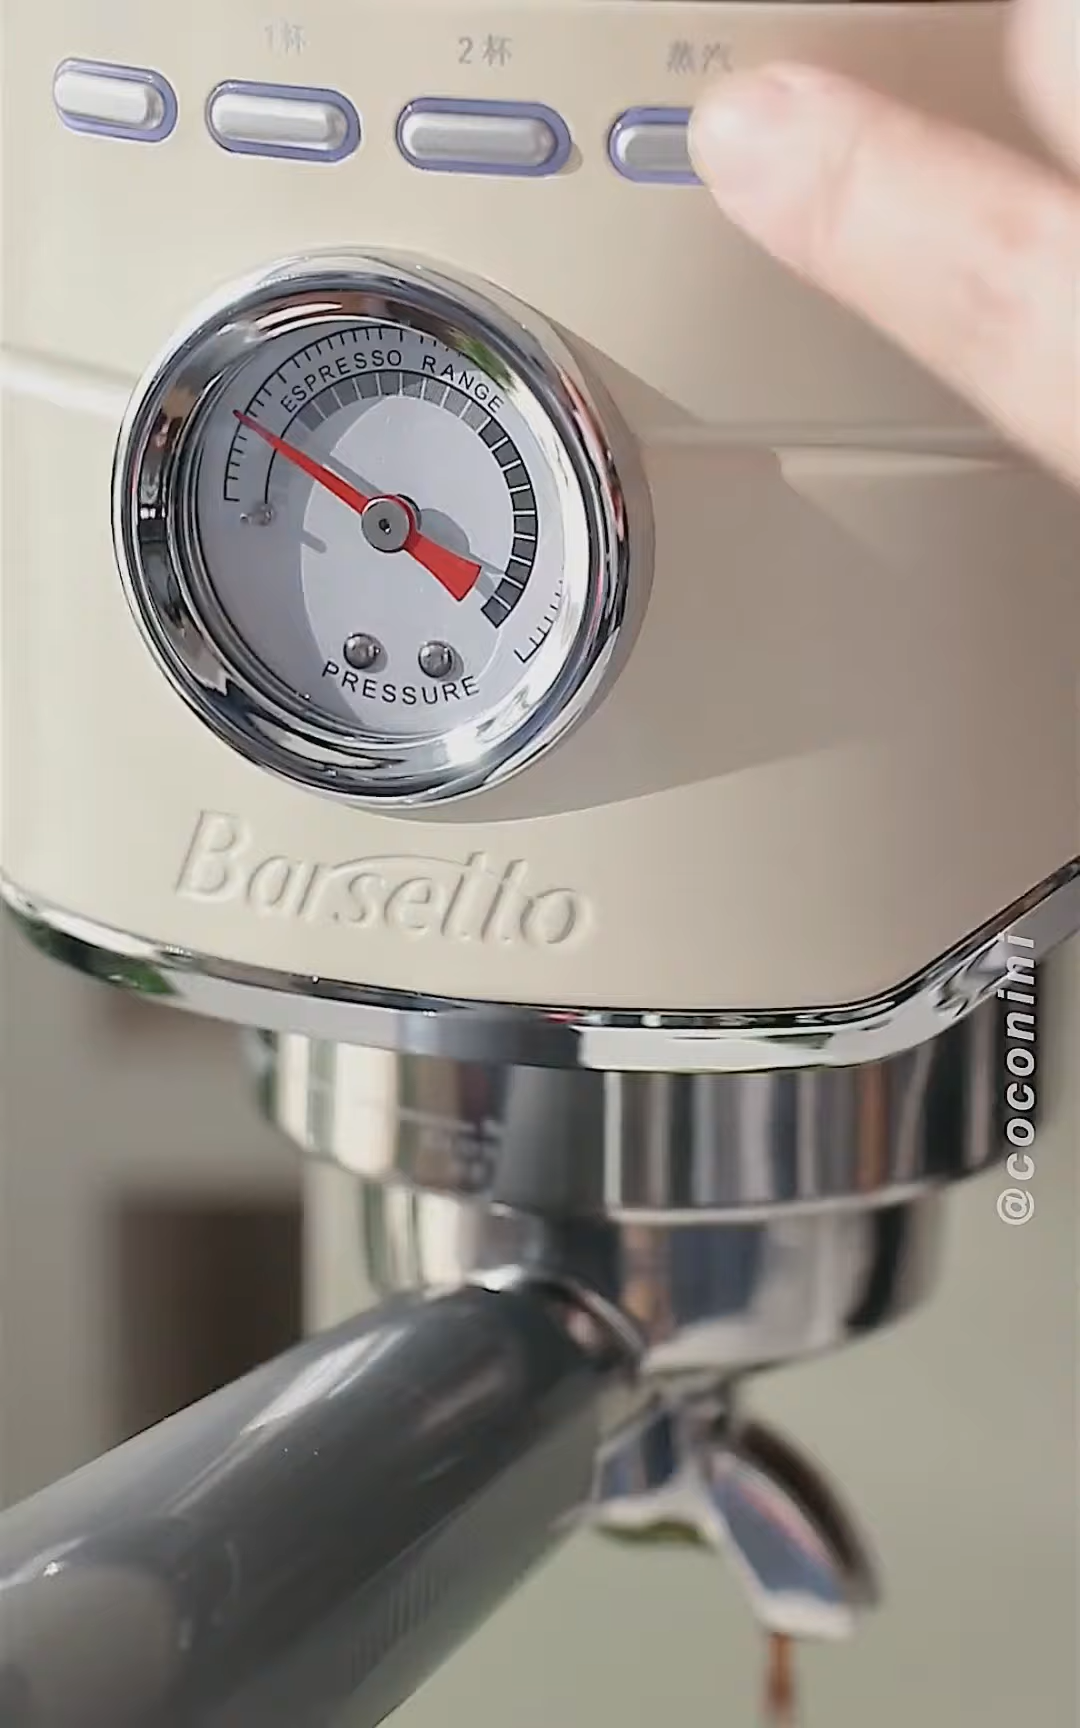 1杯
2杯
蒸汽
ESPRESSO RANGE
PRESSURE
Barsetto
@coconini